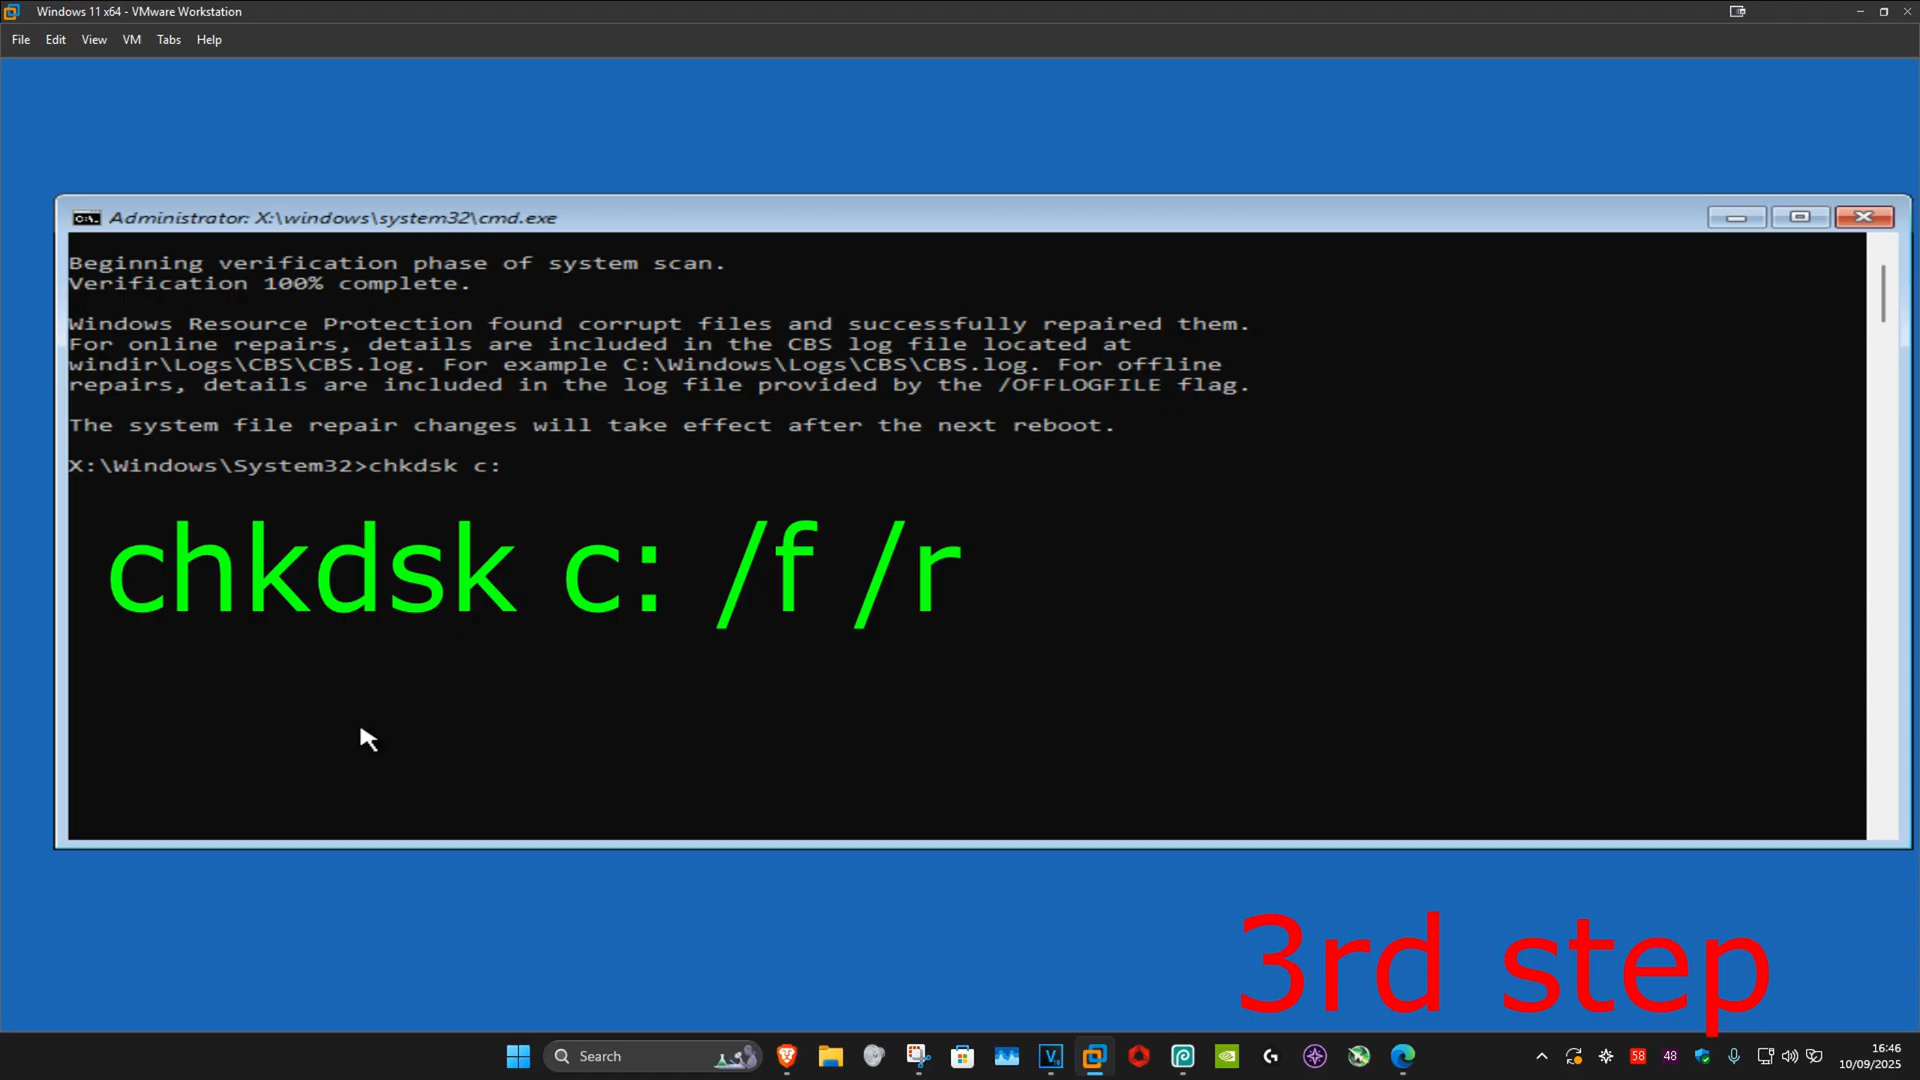 Windows 11 x64 - VMware Workstation
File Edit View VM Tabs Help
Administrator: X:\windows\system32\cmd.exe
Beginning verification phase of system scan.
Verification 100% complete.
Windows Resource Protection found corrupt files and successfully repaired them.
For online repairs, details are included in the CBS log file located at
windir\Logs\CBS\CBS.log. For example C:\Windows\Logs\CBS\CBS.log. For offline
repairs, details are included in the log file provided by the /OFFLOGFILE flag.
The system file repair changes will take effect after the next reboot.
X:\Windows\System32>chkdsk c:
chkdsk c: /f /r
3rd step
Search
58
48
16:46
10/09/2025